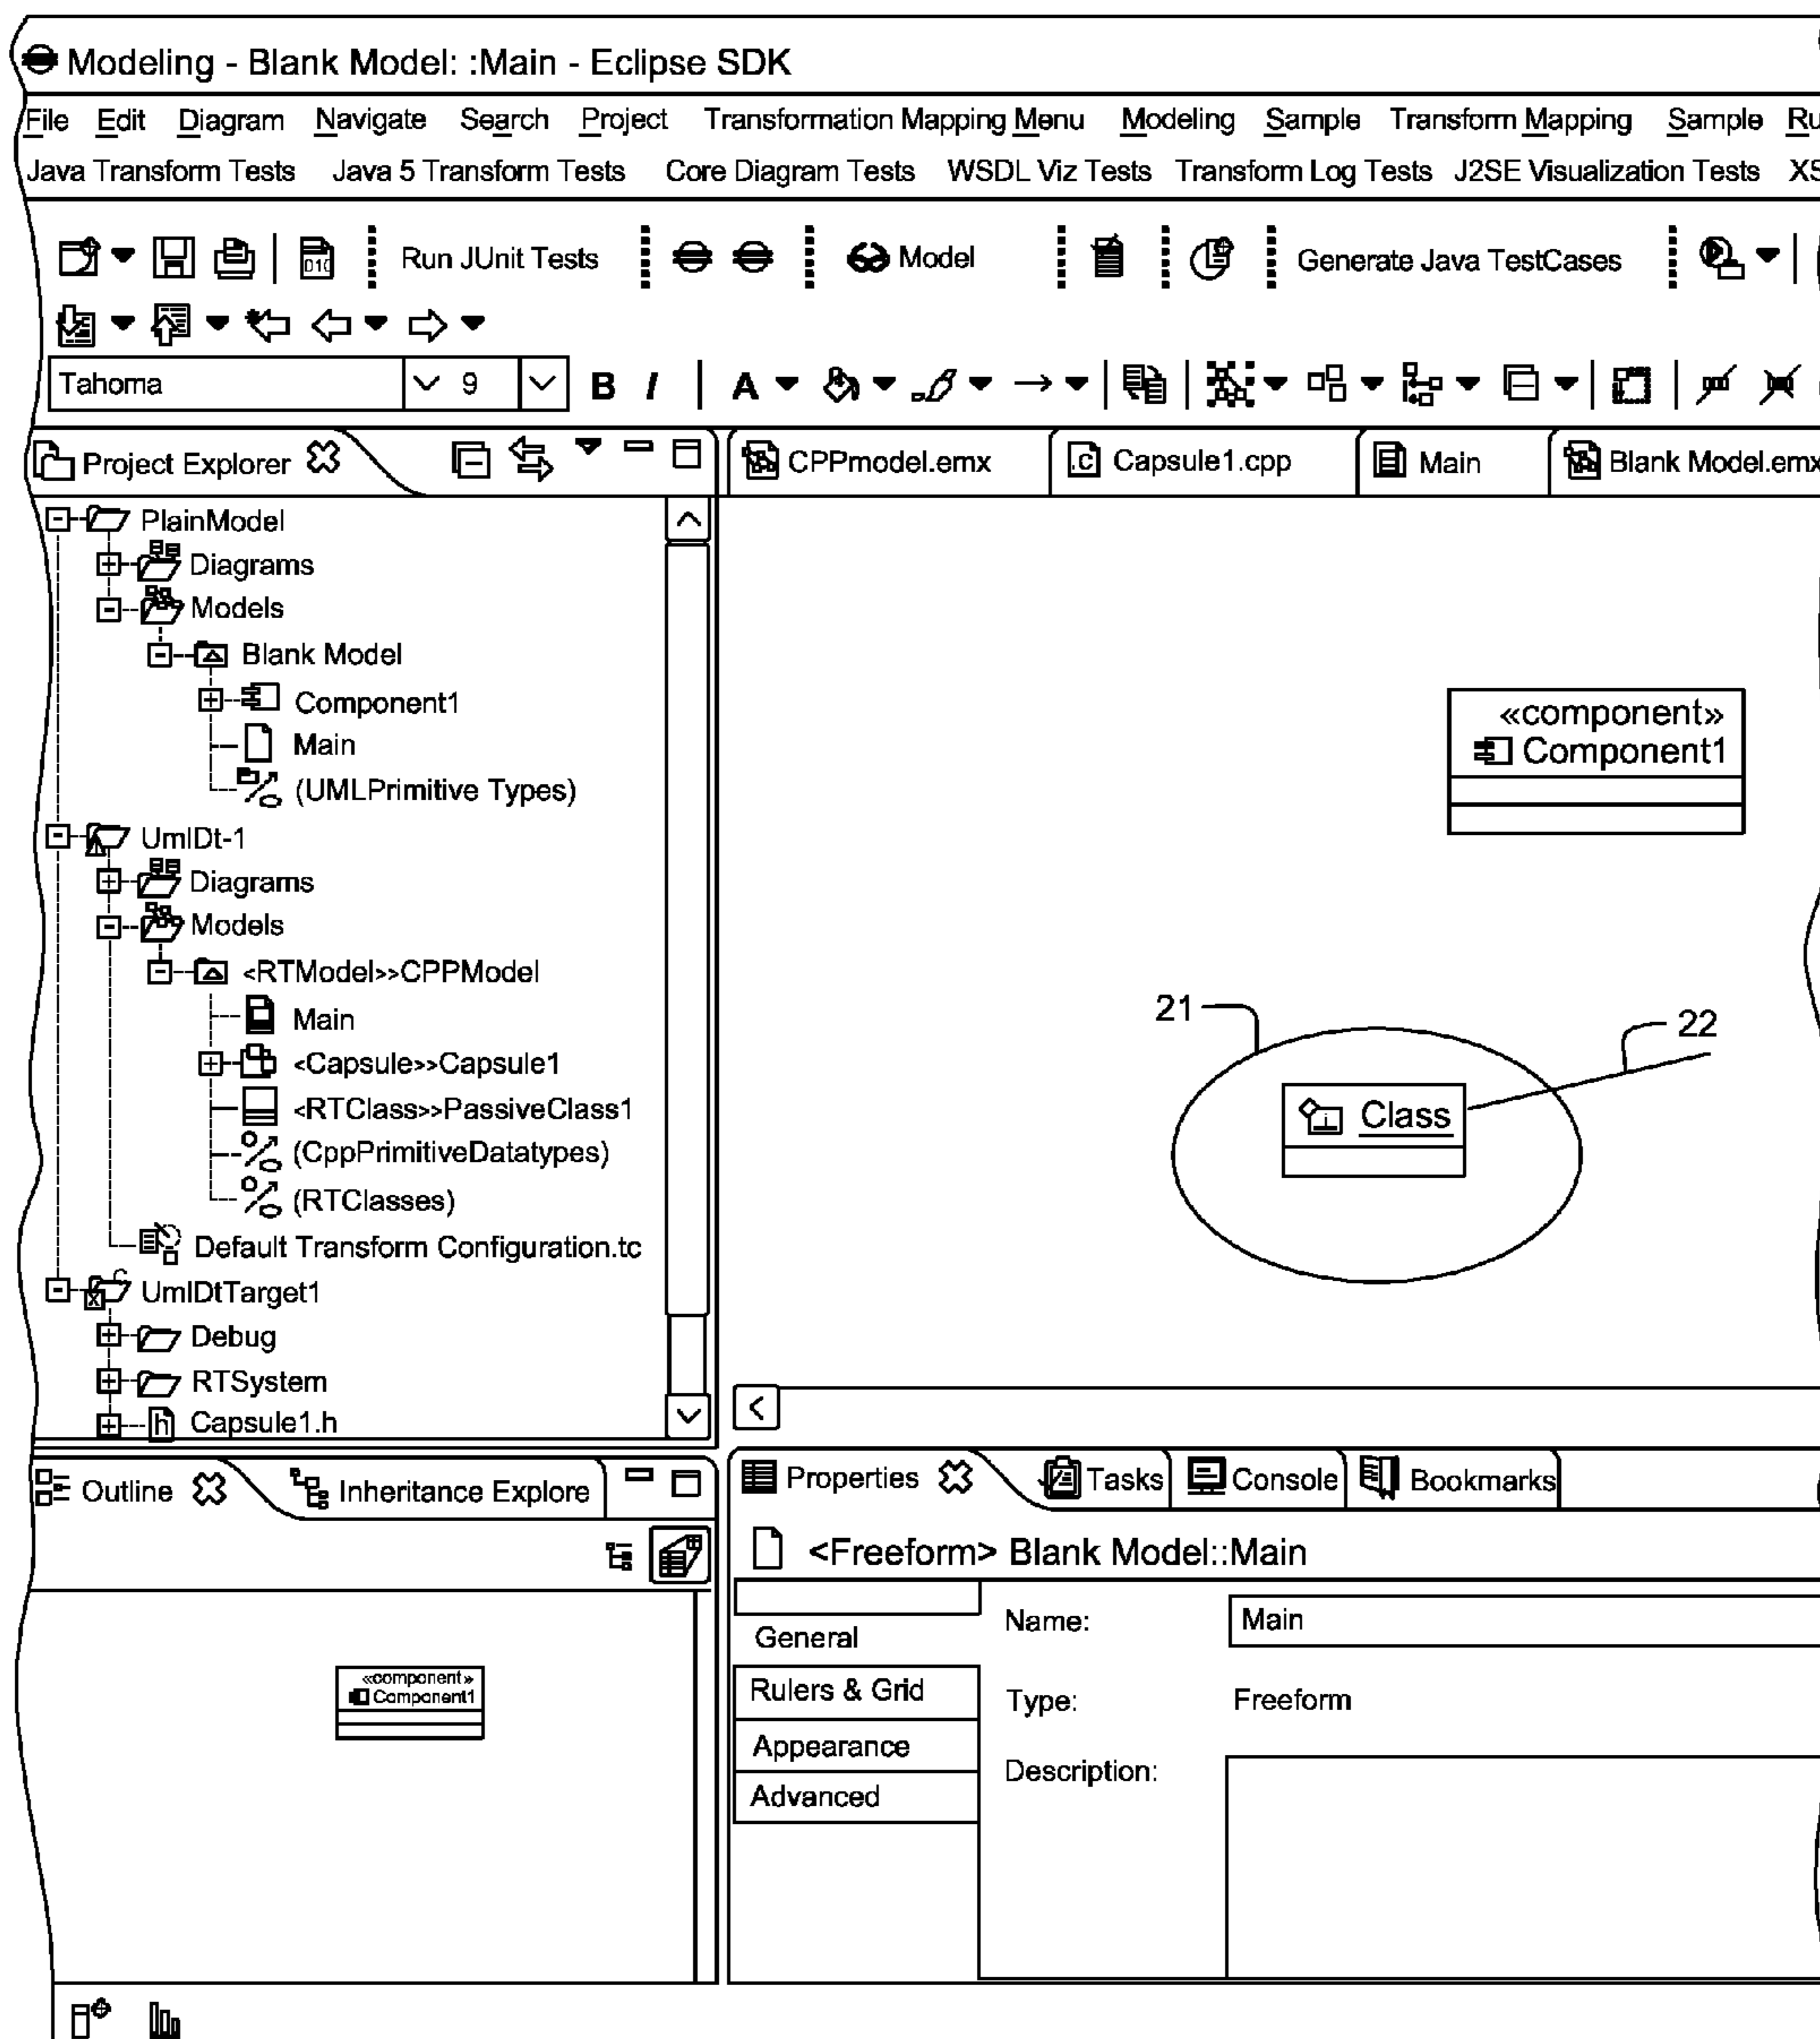 Modeling - Blank Model: :Main - Eclipse SDK
File Edit Diagram Navigate Search Project Transformation Mapping Menu Modeling Sample Transform Mapping Sample Ru
Java Transform Tests Java 5 Transform Tests Core Diagram Tests WSDL Viz Tests Transform Log Tests J2SE Visualization Tests XS
010 Run JUnit Tests Model Generate Java TestCases
Tahoma 9 B I A
Project Explorer
CPPmodel.emx .c Capsule1.cpp Main Blank Model.emx
PlainModel
Diagrams
Models
Blank Model
Component1
Main
(UMLPrimitive Types)
UmlDt-1
Diagrams
Models
<RTModel>>CPPModel
Main
<Capsule>>Capsule1
<RTClass>>PassiveClass1
(CppPrimitiveDatatypes)
(RTClasses)
Default Transform Configuration.tc
UmlDtTarget1
Debug
RTSystem
h Capsule1.h
«component»
Component1
21
22
Class
Outline Inheritance Explore
«component»
Component1
Properties Tasks Console Bookmarks
<Freeform> Blank Model::Main
General
Rulers & Grid
Appearance
Advanced
Name: Main
Type: Freeform
Description: